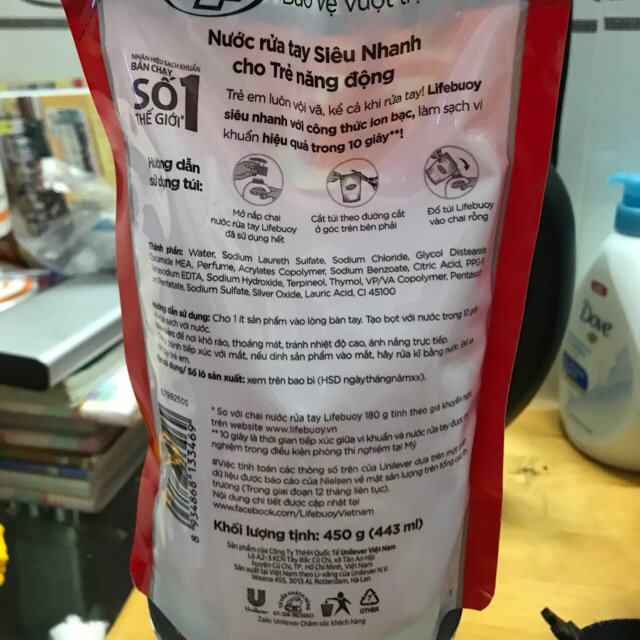 Bảo vệ vượt
Nước rửa tay Siêu Nhanh
cho Trẻ năng động
NHÃN HIỆU SẠCH KHUẨN
BÁN CHẠY
SỐ 1
THẾ GIỚI*
Trẻ em luôn vội vã, kể cả khi rửa tay! Lifebuoy
siêu nhanh với công thức ion bạc, làm sạch vi
khuẩn hiệu quả trong 10 giây**!
Hướng dẫn
sử dụng túi:
Mở nắp chai
nước rửa tay Lifebuoy
đã sử dụng hết
Cắt túi theo đường cắt
ở góc trên bên phải
Đổ túi Lifebuoy
vào chai rỗng
Thành phần: Water, Sodium Laureth Sulfate, Sodium Chloride, Glycol Distearate
Cocamide MEA, Perfume, Acrylates Copolymer, Sodium Benzoate, Citric Acid,
EDTA, Sodium Hydroxide, Terpineol, Thymol, VP/VA Copolymer,
Pentetate, Sodium Sulfate, Silver Oxide, Lauric Acid, CI 45100
dụng: Cho 1 ít sản phẩm vào lòng bàn tay. Tạo bọt với nước trong 10
sạch với nước.
để nơi khô ráo, thoáng mát, tránh nhiệt độ cao, ánh nắng trực tiếp.
tránh tiếp xúc với mắt, nếu dính sản phẩm vào mắt, hãy rửa kĩ bằng nước
trẻ em.
sử dụng/ Số lô sản xuất: xem trên bao bì (HSD ngàythángnămxx).
67992505
* So với chai nước rửa tay Lifebuoy 180 g tính theo giá khuyến
trên website www.lifebuoy.vn
** 10 giây là thời gian tiếp xúc giữa vi khuẩn và nước rửa tay được
nghiệm trong điều kiện phòng thí nghiệm tại Mỹ
#Việc tính toán các thông số trên của Unilever dựa trên một phần
dữ liệu được báo cáo của Nielsen về mặt sản lượng trên tổng các thị
trường (Trong giai đoạn 12 tháng liên tục).
Nội dung chi tiết được cập nhật tại
www.facebook.com/LifebuoyVietnam
8 934868 133469
Khối lượng tịnh: 450 g (443 ml)
Sản phẩm của Công Ty TNHH Quốc Tế Unilever Việt Nam
Lô A2-3 KCN Tây Bắc Củ Chi, xã Tân An Hội
huyện Củ Chi, TP. Hồ Chí Minh, Việt Nam
Sản xuất tại Việt Nam theo Li-xăng của Unilever N.V.
Weena 455, 3013 AL Rotterdam, Hà Lan
Unilever
OTHER
Zalo: Unilever Chăm sóc khách hàng
Dove